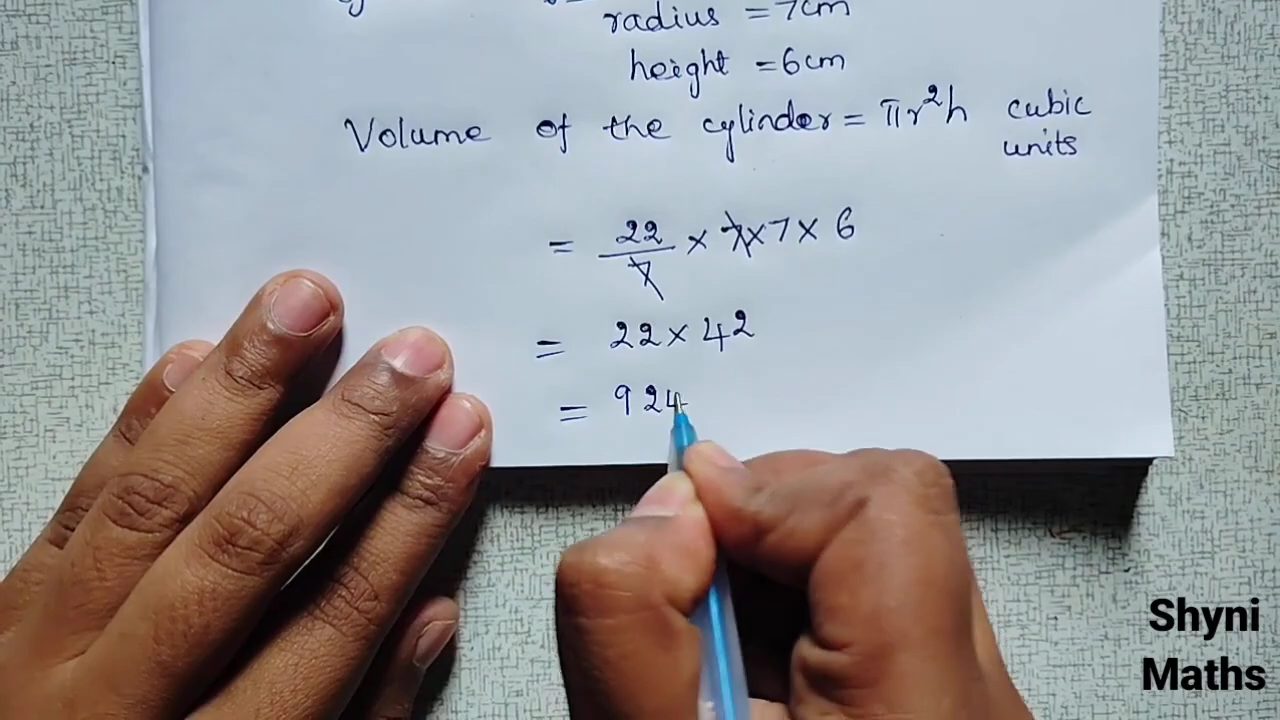 radius = 7cm
height = 6cm
Volume of the cylinder = πr²h cubic units
= 22/7 × 7 × 7 × 6
= 22 × 42
= 924
Shyni
Maths